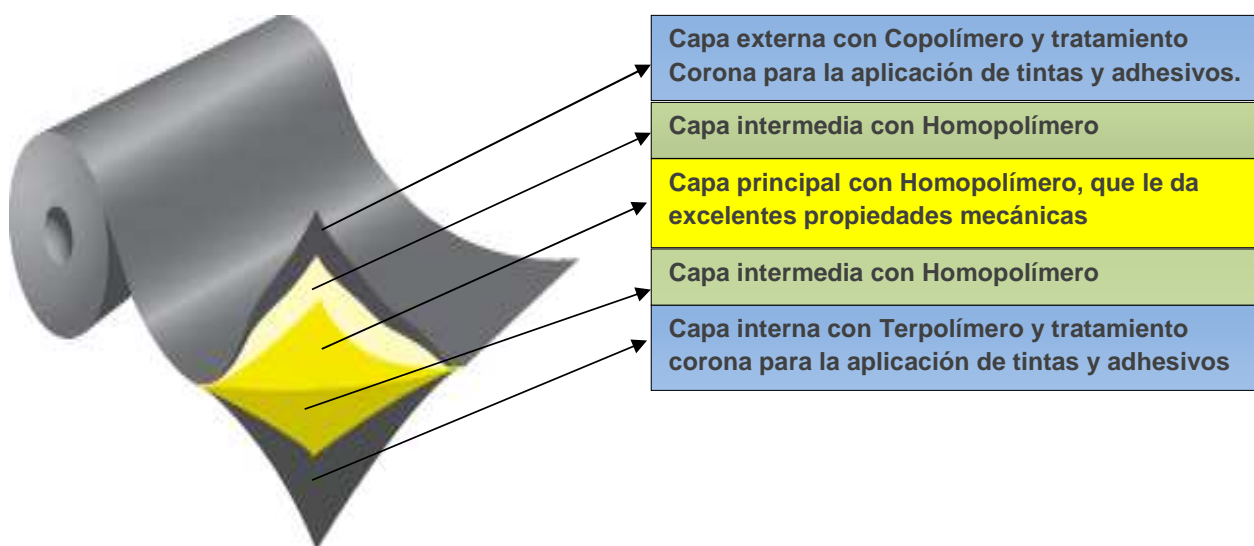 Capa externa con Copolímero y tratamiento
Corona para la aplicación de tintas y adhesivos.
Capa intermedia con Homopolímero
Capa principal con Homopolímero, que le da
excelentes propiedades mecánicas
Capa intermedia con Homopolímero
Capa interna con Terpolímero y tratamiento
corona para la aplicación de tintas y adhesivos